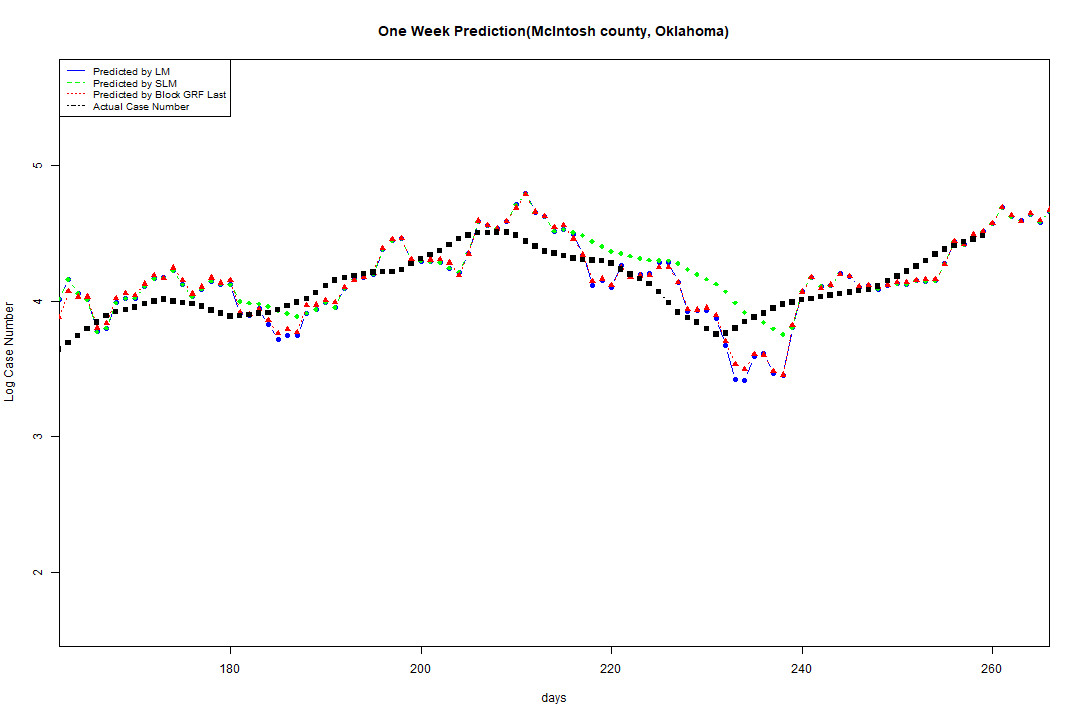 One Week Prediction(McIntosh county, Oklahoma)
Predicted by LM
Predicted by SLM
Predicted by Block GRF Last
Actual Case Number
5
4
3
2
Log Case Number
180 200 220 240 260
days